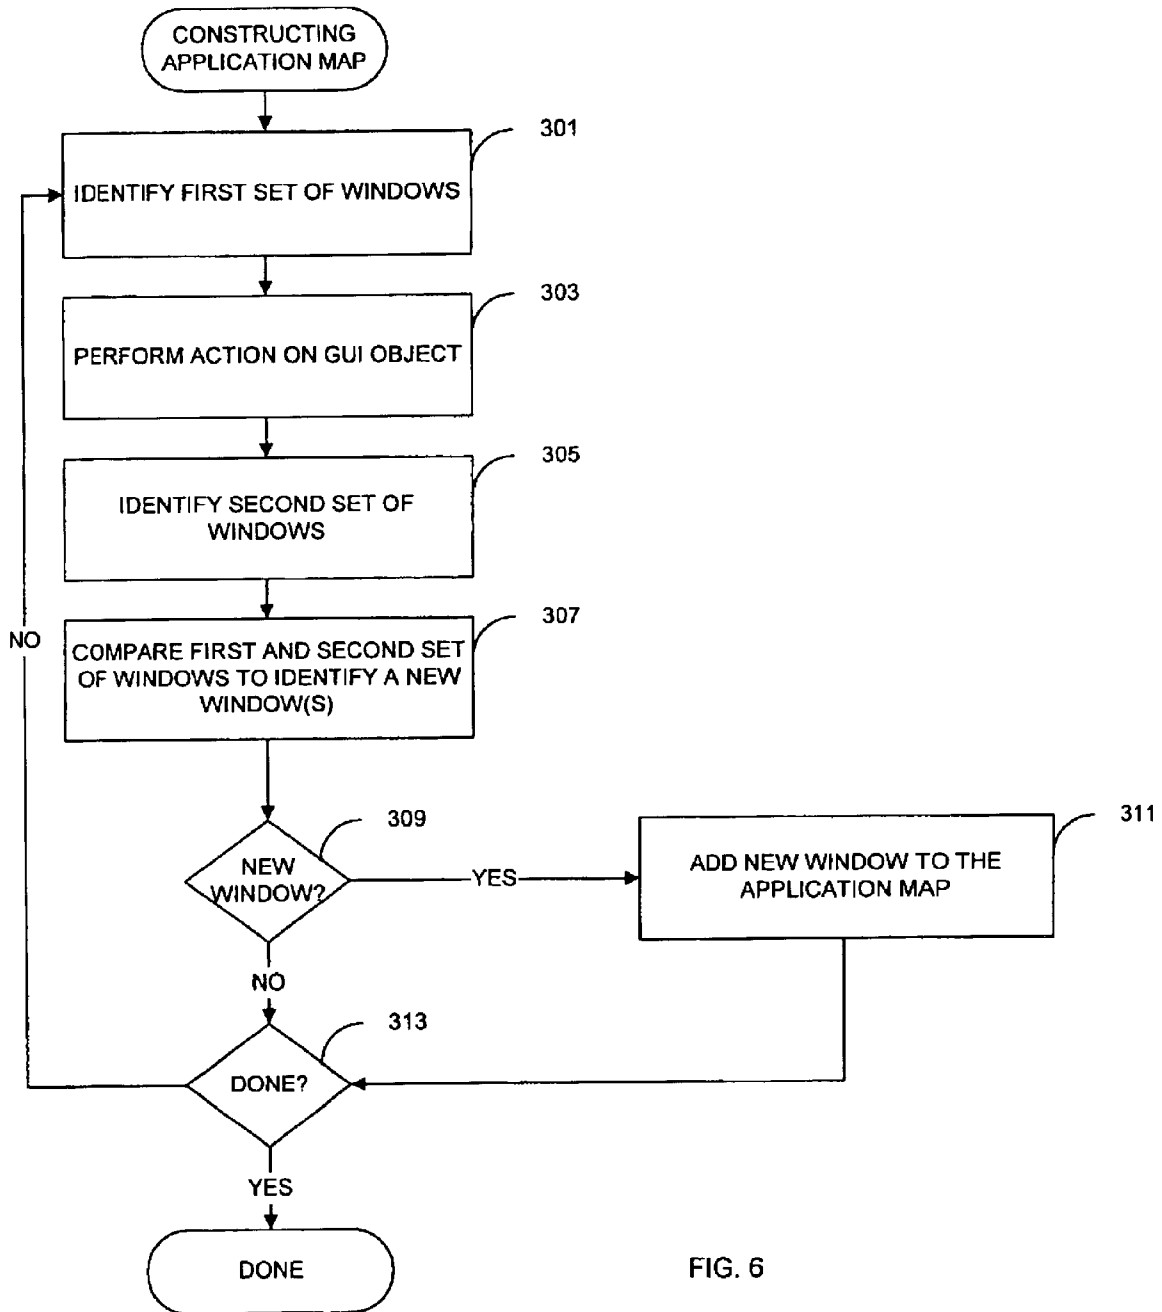 CONSTRUCTING
APPLICATION MAP
301
IDENTIFY FIRST SET OF WINDOWS
303
PERFORM ACTION ON GUI OBJECT
305
IDENTIFY SECOND SET OF
WINDOWS
307
COMPARE FIRST AND SECOND SET
OF WINDOWS TO IDENTIFY A NEW
WINDOW(S)
NO
309
NEW
WINDOW?
YES
311
ADD NEW WINDOW TO THE
APPLICATION MAP
NO
313
DONE?
YES
DONE
FIG. 6